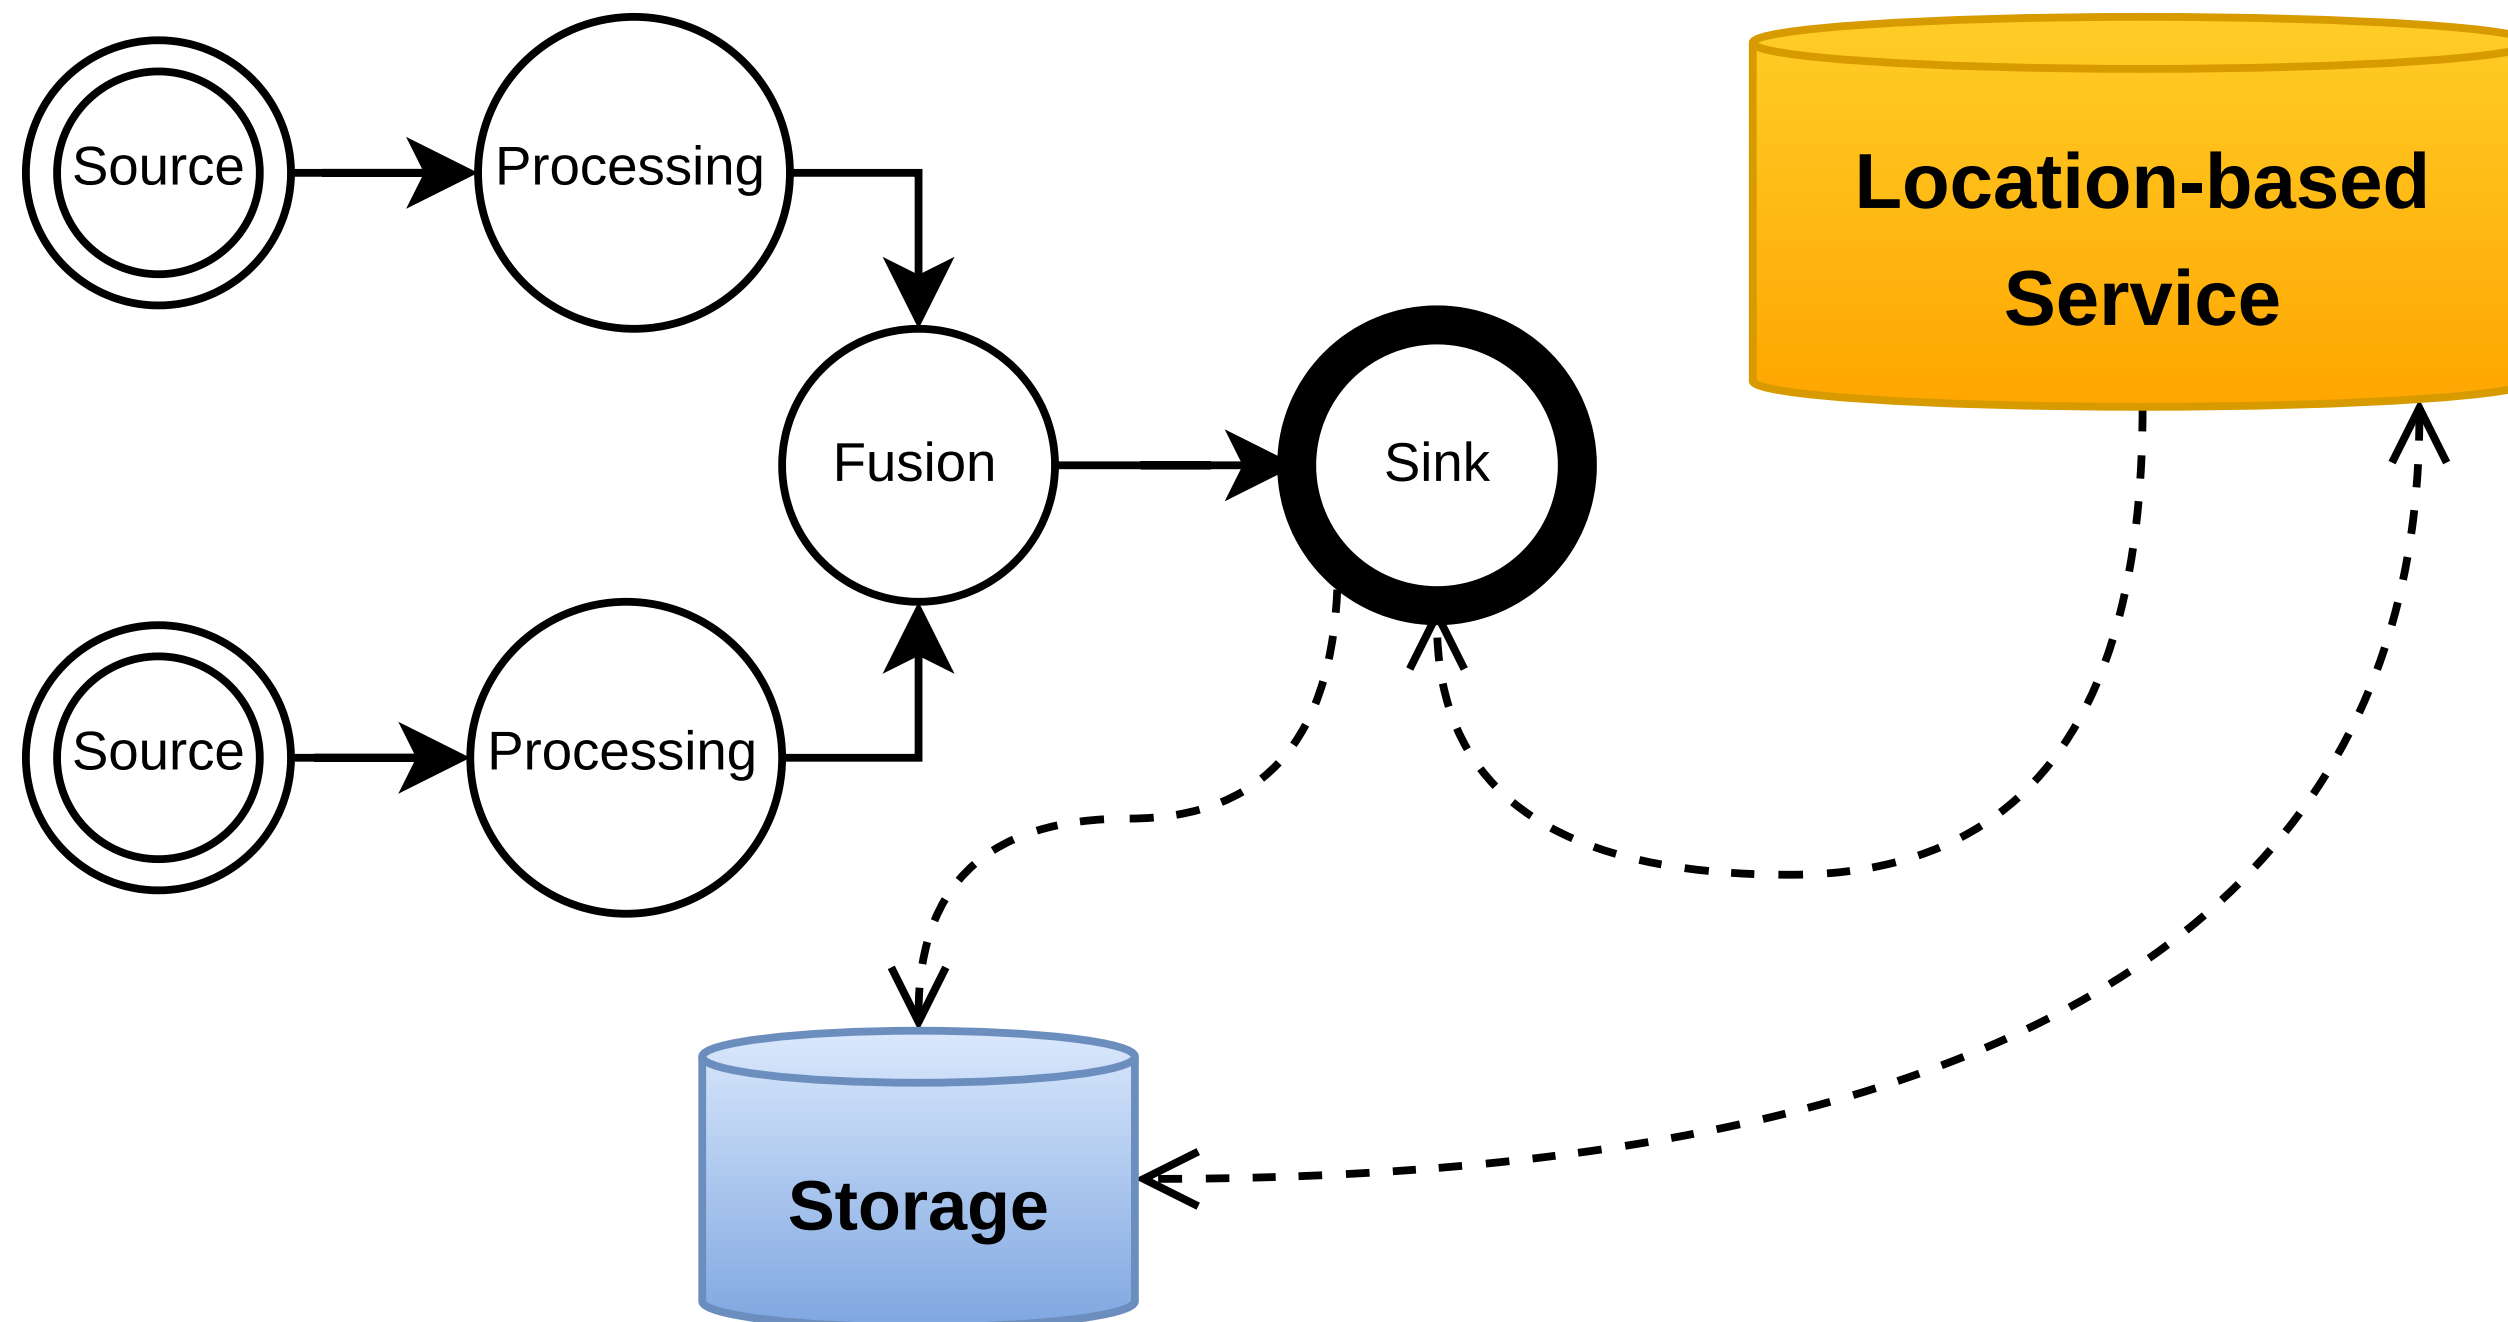 Source
Processing
Location-based
Service
Fusion
Sink
Source
Processing
Storage